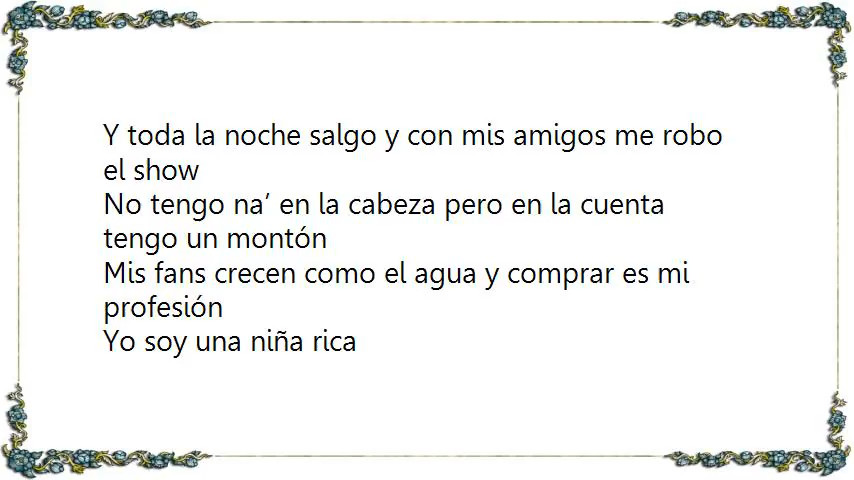 Y toda la noche salgo y con mis amigos me robo
el show
No tengo na’ en la cabeza pero en la cuenta
tengo un montón
Mis fans crecen como el agua y comprar es mi
profesión
Yo soy una niña rica